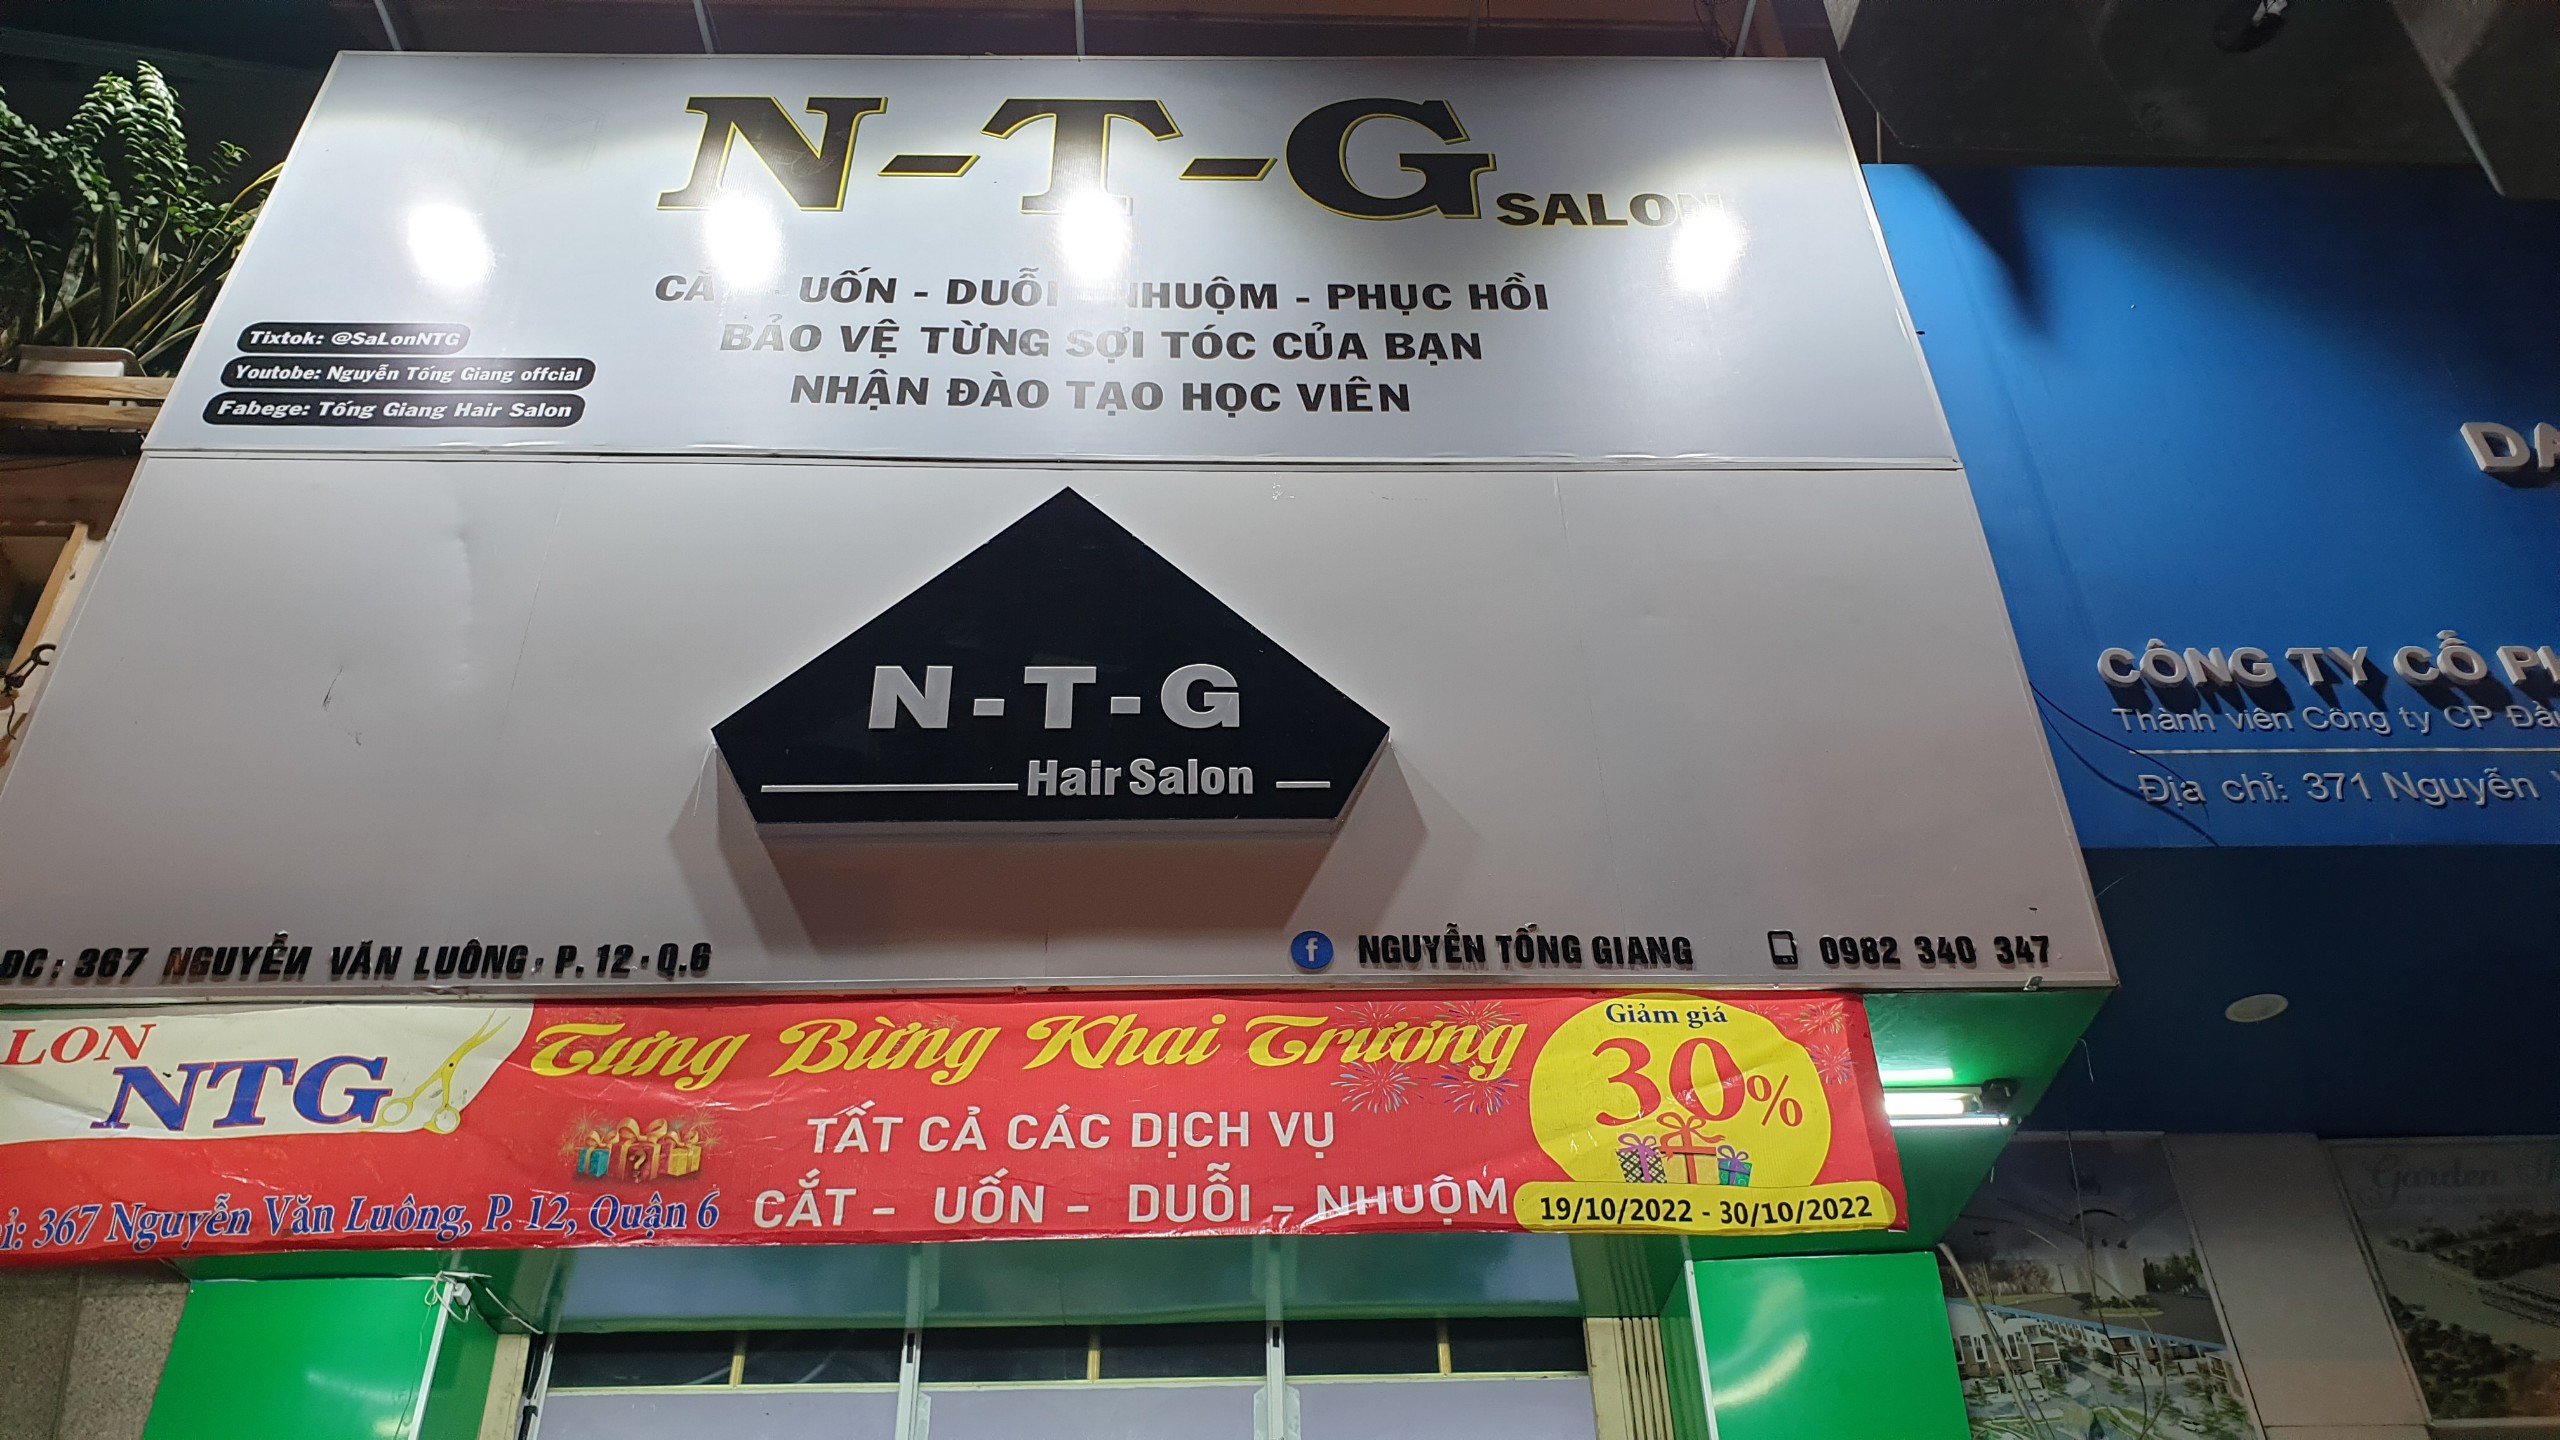 N-T-G SALON
CẮT - UỐN - DUỖI - NHUỘM - PHỤC HỒI
BẢO VỆ TỪNG SỢI TÓC CỦA BẠN
NHẬN ĐÀO TẠO HỌC VIÊN
Tixtok: @SaLonNTG
Youtobe: Nguyễn Tống Giang offcial
Fabege: Tống Giang Hair Salon
N-T-G
Hair Salon
ĐC: 367 NGUYỄN VĂN LUÔNG. P. 12. Q.6
f NGUYỄN TỐNG GIANG 0982 340 347
LON
NTG
Tưng Bừng Khai Trương
TẤT CẢ CÁC DỊCH VỤ
CẮT - UỐN - DUỖI - NHUỘM
Giảm giá
30%
19/10/2022 - 30/10/2022
367 Nguyễn Văn Luông, P. 12, Quận 6
CÔNG TY CỔ
Thành viên Công ty CP
Địa chỉ: 371 Nguyễn
Garden